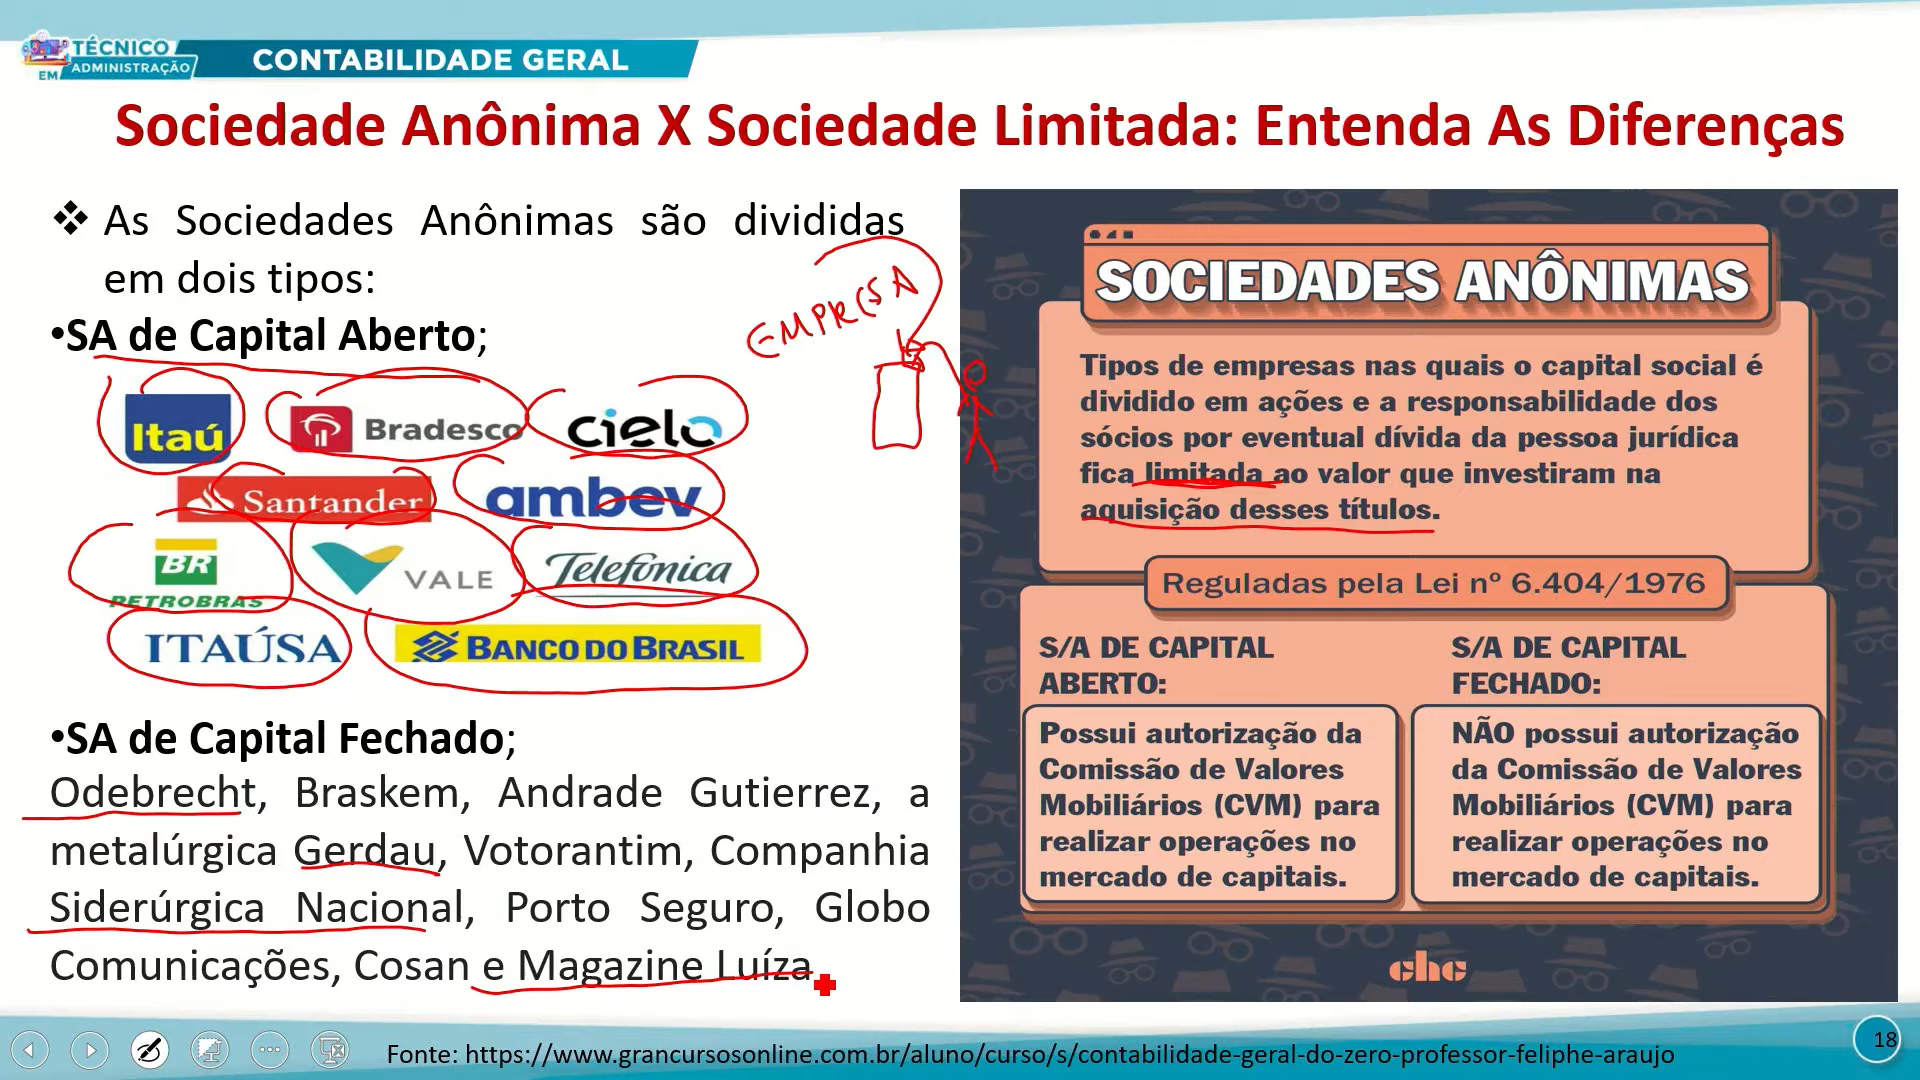 TÉCNICO
EM ADMINISTRAÇÃO
CONTABILIDADE GERAL
Sociedade Anônima X Sociedade Limitada: Entenda As Diferenças
❖ As Sociedades Anônimas são divididas
em dois tipos:
•SA de Capital Aberto;
EMPRESA
Itaú
Bradesco
cielo
Santander
ambev
BR
PETROBRAS
VALE
Telefónica
ITAÚSA
BANCO DO BRASIL
•SA de Capital Fechado;
Odebrecht, Braskem, Andrade Gutierrez, a
metalúrgica Gerdau, Votorantim, Companhia
Siderúrgica Nacional, Porto Seguro, Globo
Comunicações, Cosan e Magazine Luíza
SOCIEDADES ANÔNIMAS
Tipos de empresas nas quais o capital social é
dividido em ações e a responsabilidade dos
sócios por eventual dívida da pessoa jurídica
fica limitada ao valor que investiram na
aquisição desses títulos.
Reguladas pela Lei nº 6.404/1976
S/A DE CAPITAL
ABERTO:
Possui autorização da
Comissão de Valores
Mobiliários (CVM) para
realizar operações no
mercado de capitais.
S/A DE CAPITAL
FECHADO:
NÃO possui autorização
da Comissão de Valores
Mobiliários (CVM) para
realizar operações no
mercado de capitais.
chc
Fonte: https://www.grancursosonline.com.br/aluno/curso/s/contabilidade-geral-do-zero-professor-feliphe-araujo
18